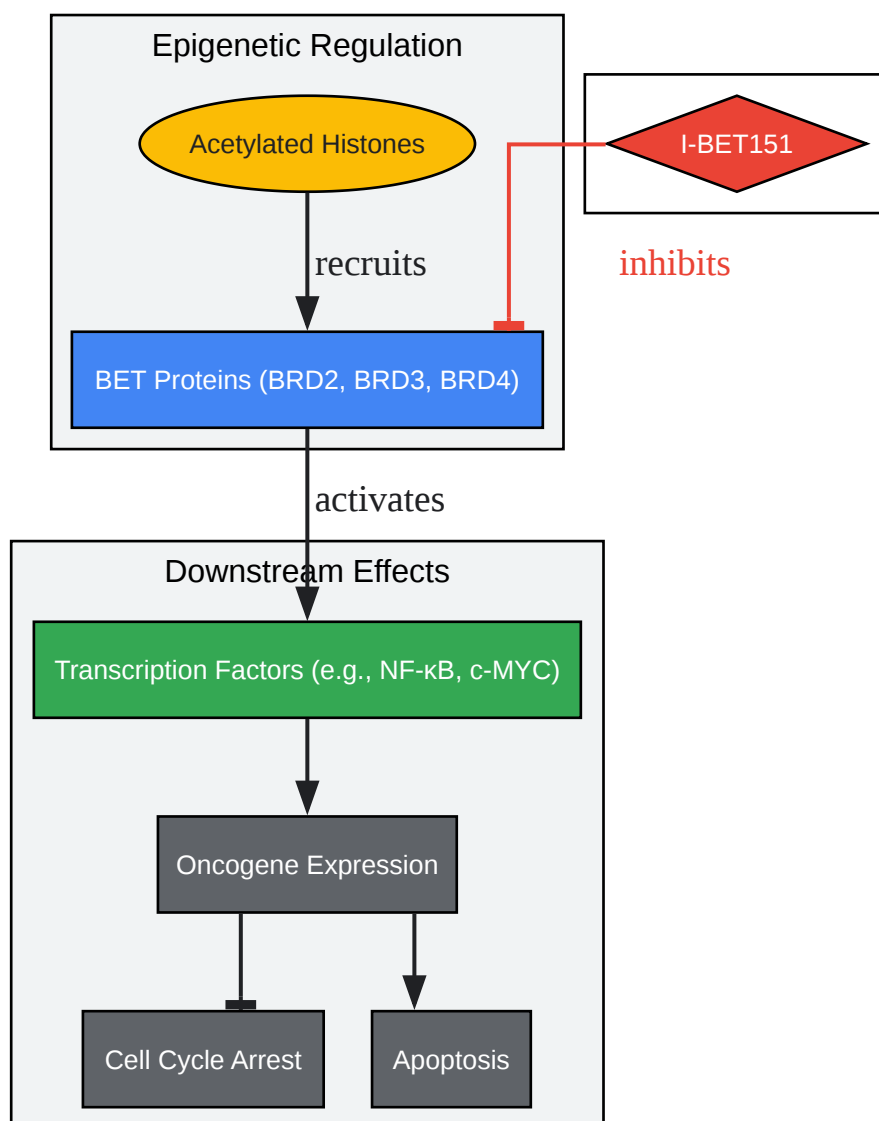 Epigenetic Regulation
Acetylated Histones
I-BET151
recruits
inhibits
BET Proteins (BRD2, BRD3, BRD4)
activates
Downstream Effects
Transcription Factors (e.g., NF-κB, c-MYC)
Oncogene Expression
Cell Cycle Arrest
Apoptosis